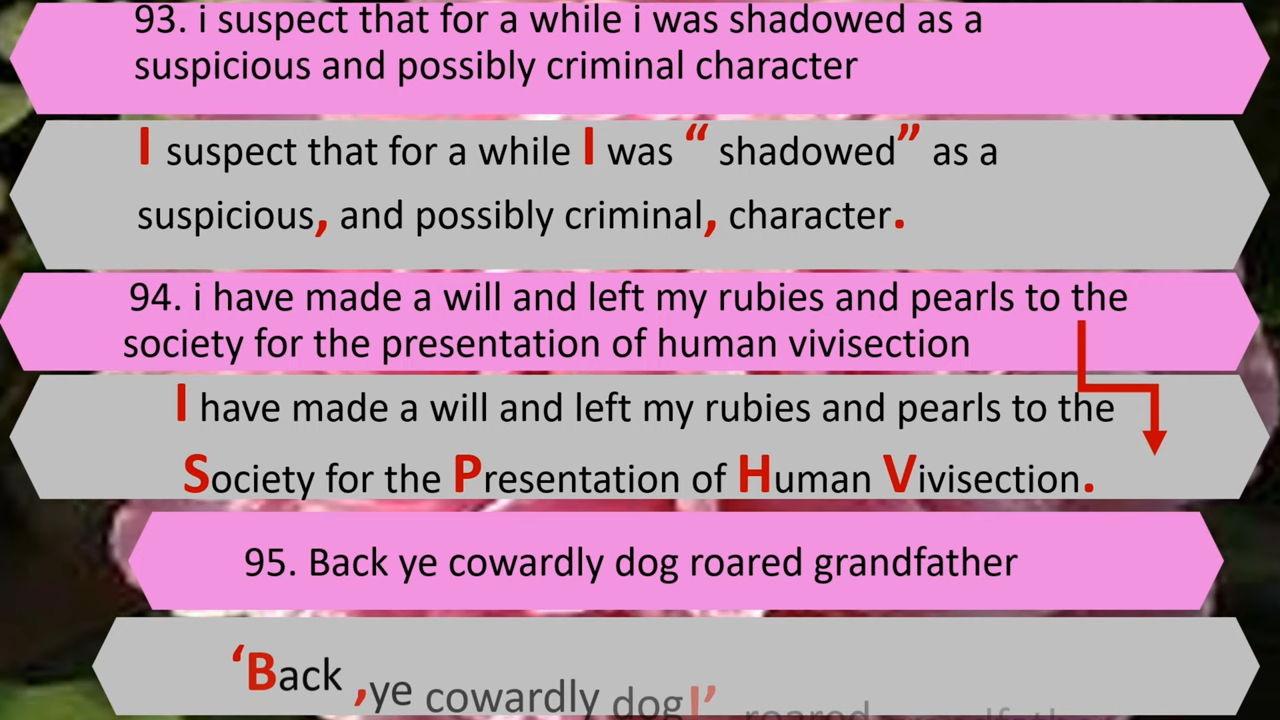 93. i suspect that for a while i was shadowed as a
suspicious and possibly criminal character
I suspect that for a while I was “ shadowed” as a
suspicious, and possibly criminal, character.
94. i have made a will and left my rubies and pearls to the
society for the presentation of human vivisection
I have made a will and left my rubies and pearls to the
Society for the Presentation of Human Vivisection.
95. Back ye cowardly dog roared grandfather
‘Back ,ye cowardly dog!’ roared